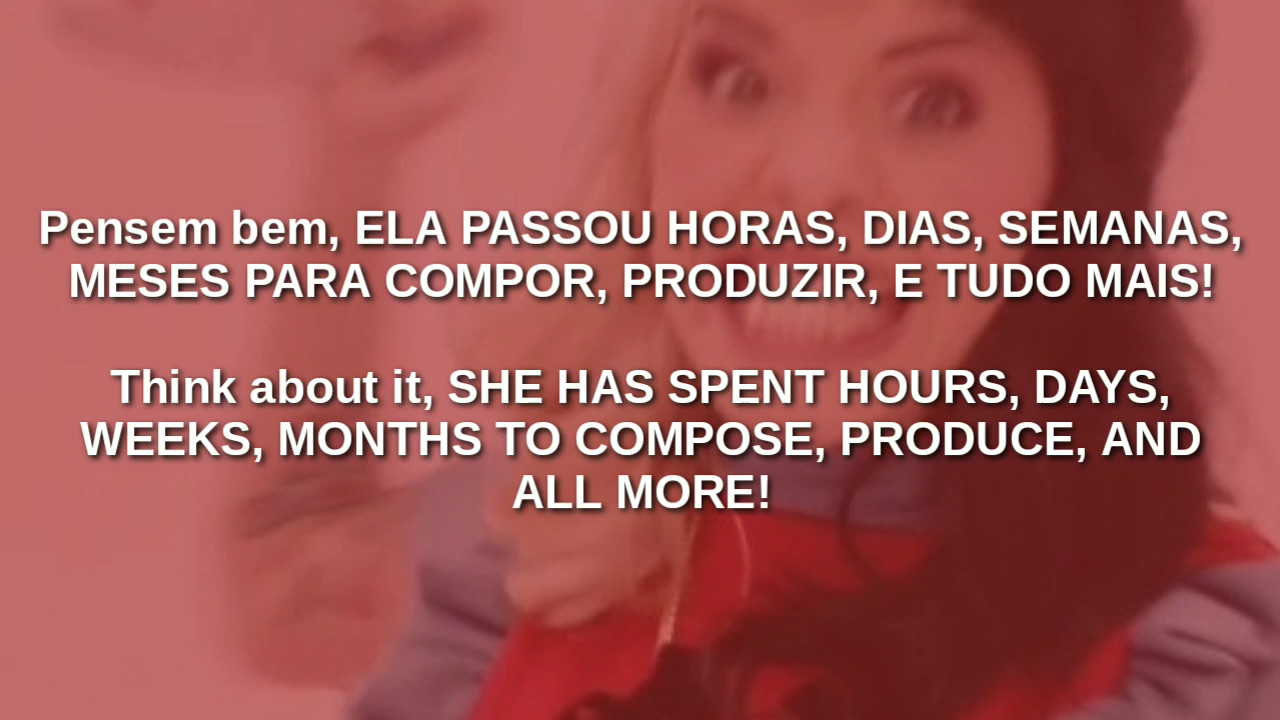 Pensem bem, ELA PASSOU HORAS, DIAS, SEMANAS,
MESES PARA COMPOR, PRODUZIR, E TUDO MAIS!
Think about it, SHE HAS SPENT HOURS, DAYS,
WEEKS, MONTHS TO COMPOSE, PRODUCE, AND
ALL MORE!